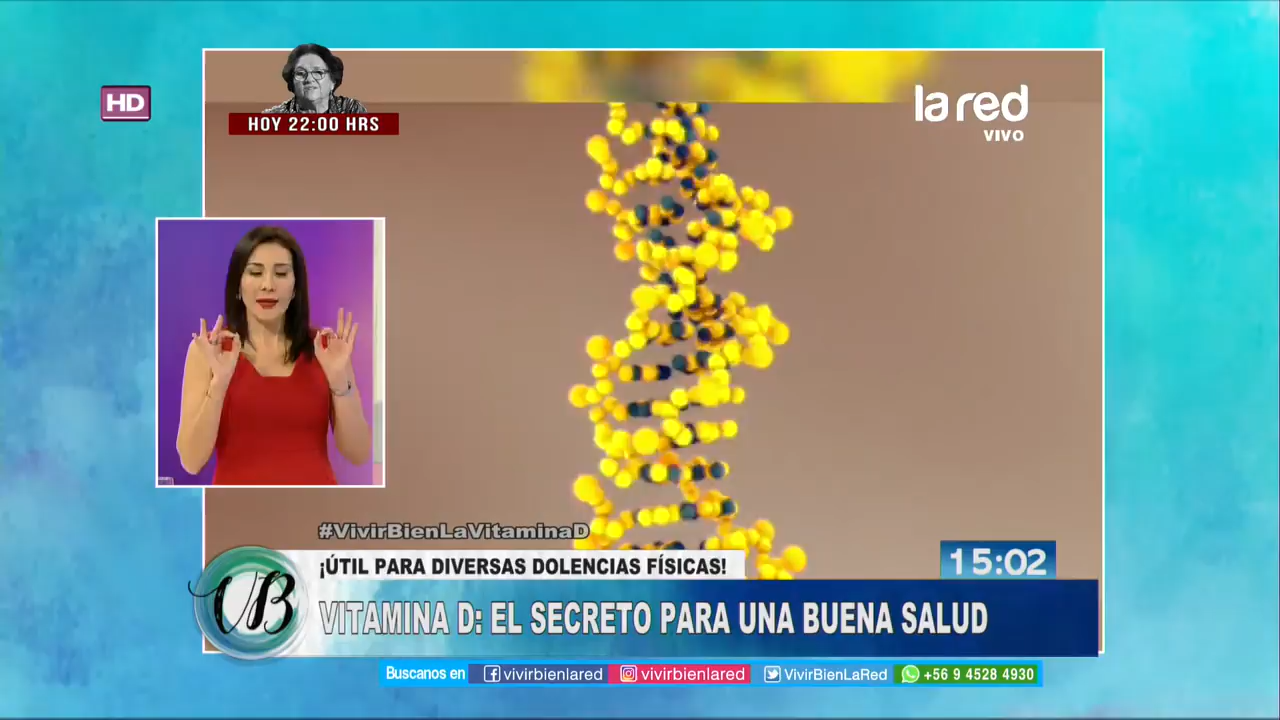 HD
HOY 22:00 HRS
la red
VIVO
#VivirBienLaVitaminaD
¡ÚTIL PARA DIVERSAS DOLENCIAS FÍSICAS!
15:02
VB
VITAMINA D: EL SECRETO PARA UNA BUENA SALUD
Buscanos en vivirbienlared vivirbienlared VivirBienLaRed +56 9 4528 4930